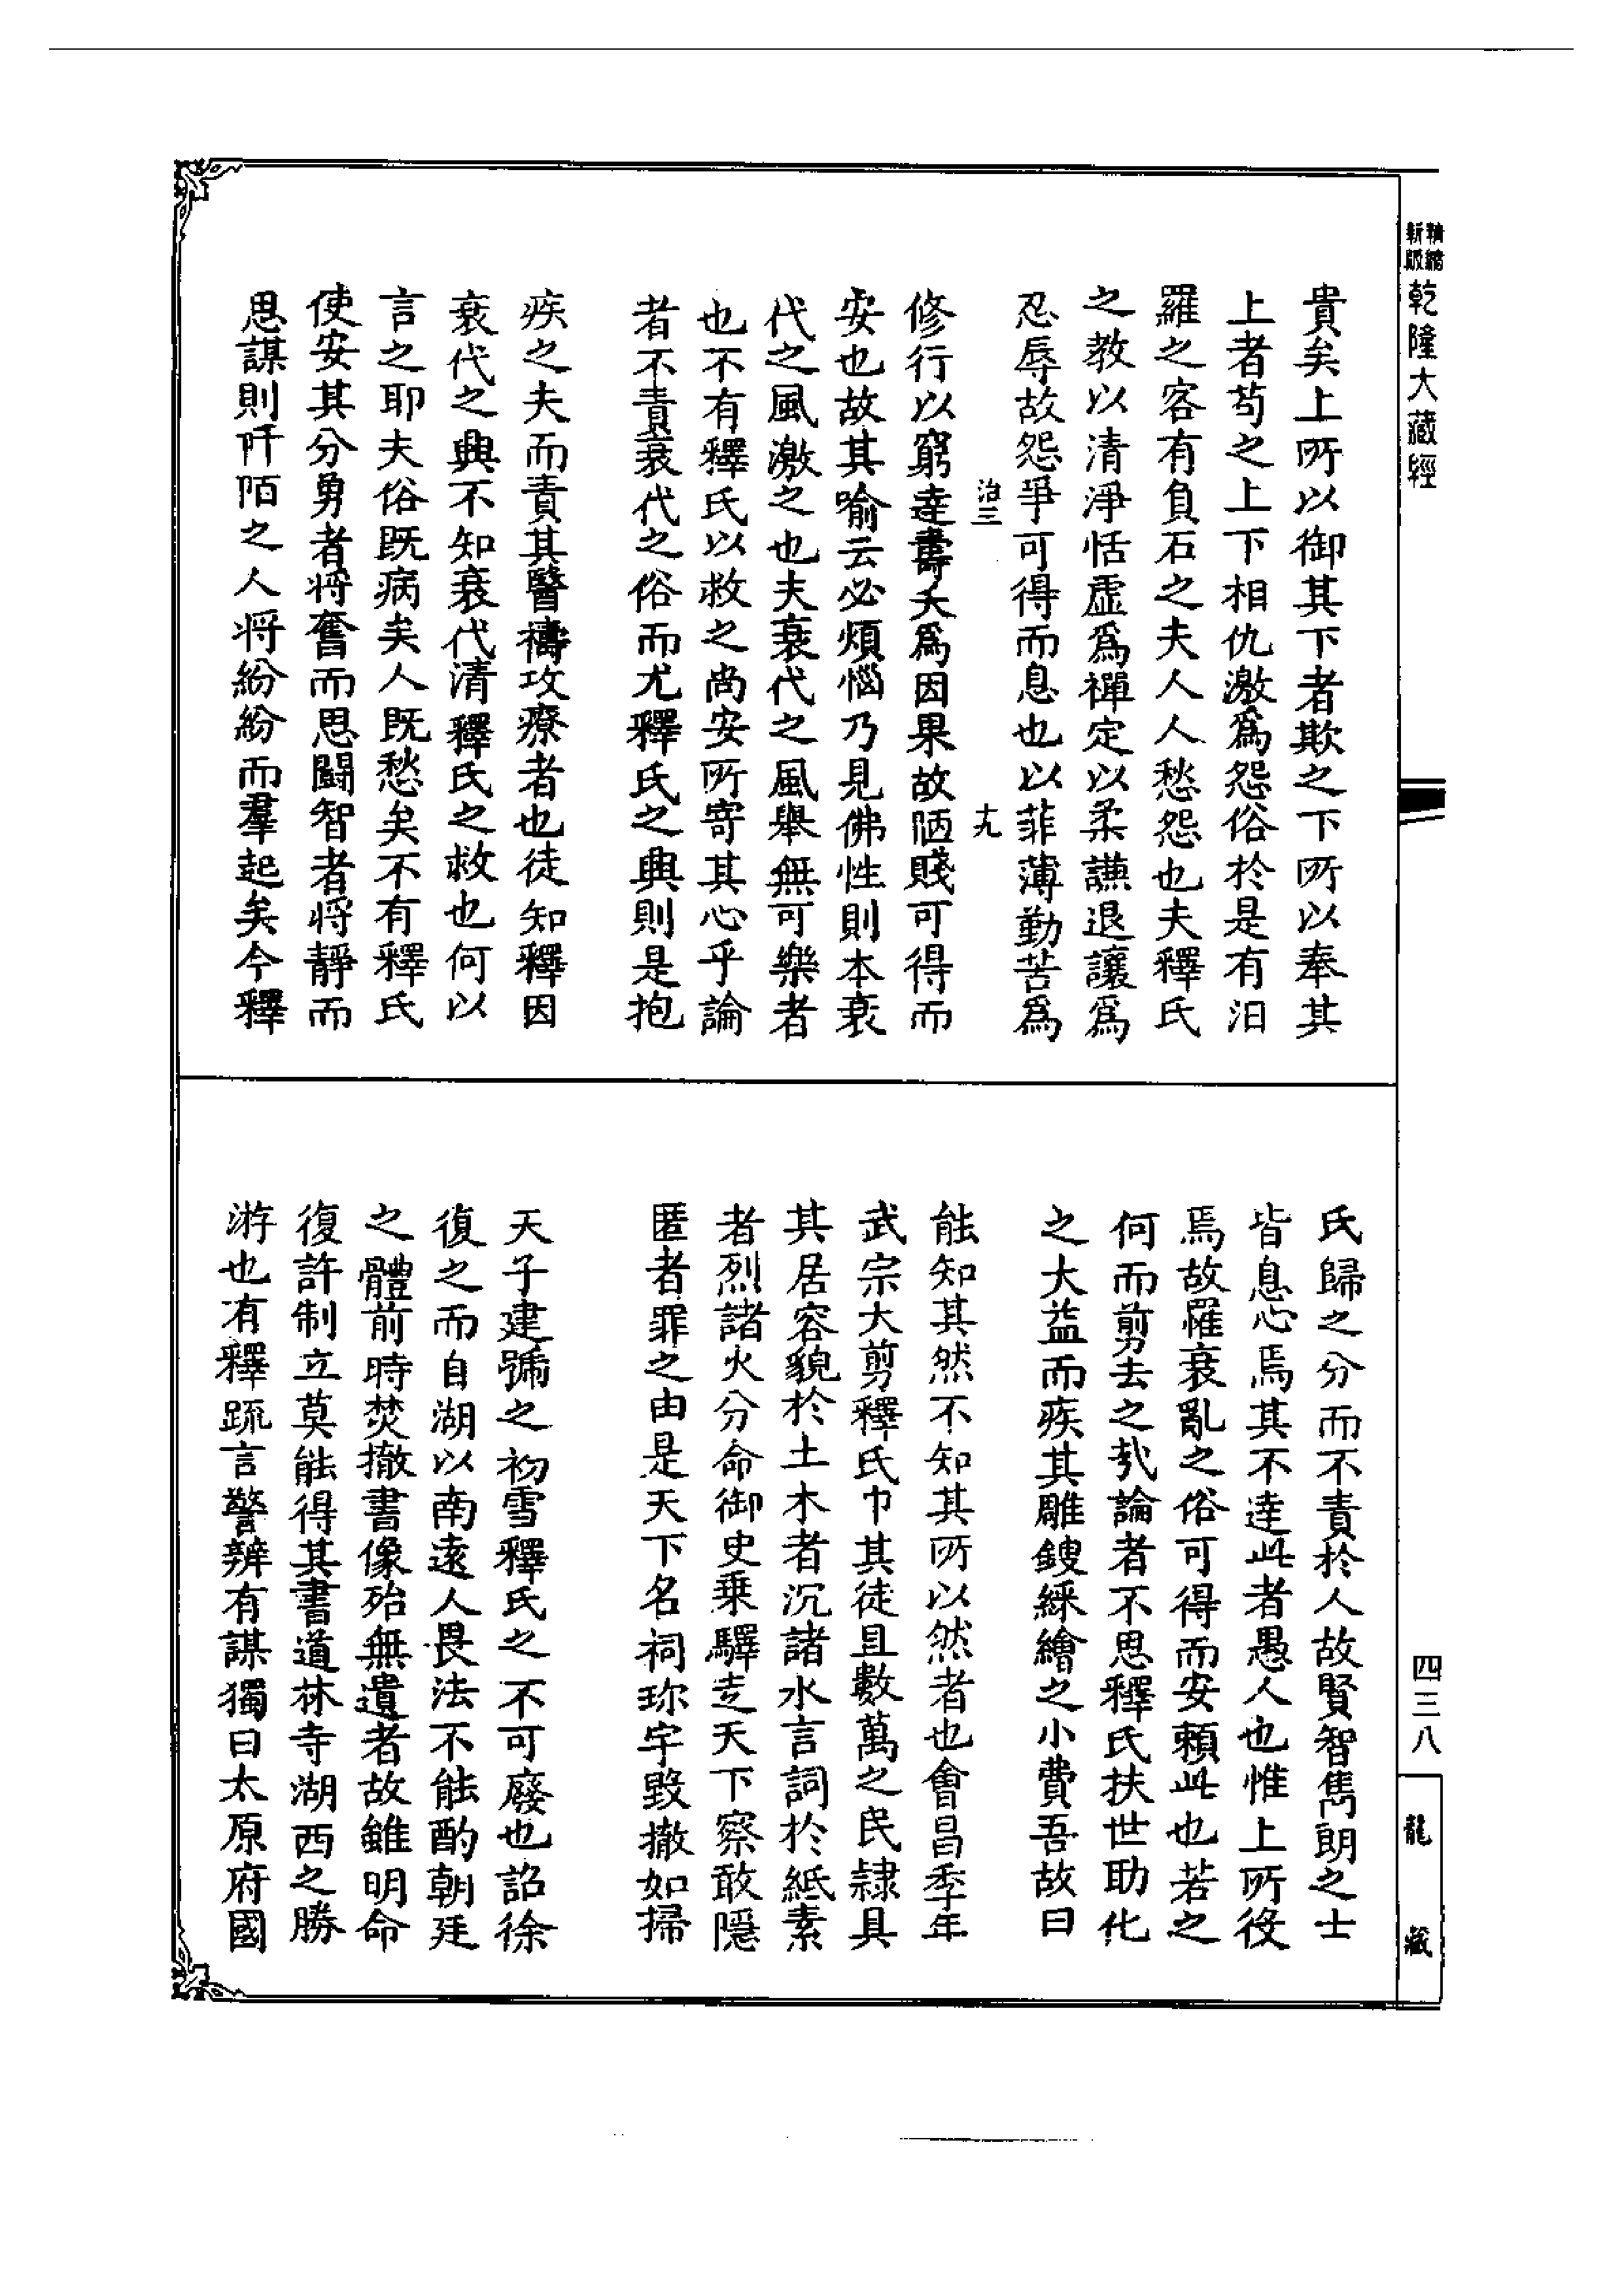 新編縮版乾隆大藏經
貴矣上所以御其下者欺之下所以奉其
上者苟之上下相仇激爲怨俗於是有汨
羅之客有負石之夫人人愁怨也夫釋氏
之教以清淨恬虛爲禪定以柔謙退讓爲
忍辱故怨爭可得而息也以菲薄勤苦爲
治三 十九
修行以窮達壽夭爲因果故陋賤可得而
安也故其喻云必煩惱乃見佛性則本衰
代之風激之也夫衰代之風舉無可樂者
也不有釋氏以救之尚安所寄其心乎論
者不責衰代之俗而尤釋氏之興則是抱
疾之夫而責其醫禱攻療者也徒知釋因
衰代之興不知衰代清釋氏之救也何以
言之耶夫俗既病矣人既愁矣不有釋氏
使安其分勇者將奮而思鬭智者將靜而
思謀則阡陌之人將紛紛而羣起矣今釋
氏歸之分而不責於人故賢智雋朗之士
皆息心焉其不達此者愚人也惟上所役
焉故罹衰亂之俗可得而安賴此也若之
何而剪去之㢤論者不思釋氏扶世助化
之大益而疾其雕鎪綵繪之小費吾故曰
能知其然不知其所以然者也會昌季年
武宗大剪釋氏巾其徒且數萬之民隷具
其居容貌於土木者沉諸水言詞於紙素
者烈諸火分命御史乗驛走天下察敢隱
匿者罪之由是天下名祠珍宇毀撤如掃
天子建號之初雪釋氏之不可廢也詔徐
復之而自湖以南遠人畏法不能酌朝廷
之體前時焚撤書像殆無遺者故雖明命
復許制立莫能得其書道林寺湖西之勝
游也有釋䟽言警辨有謀獨曰太原府國
四三八
龍藏